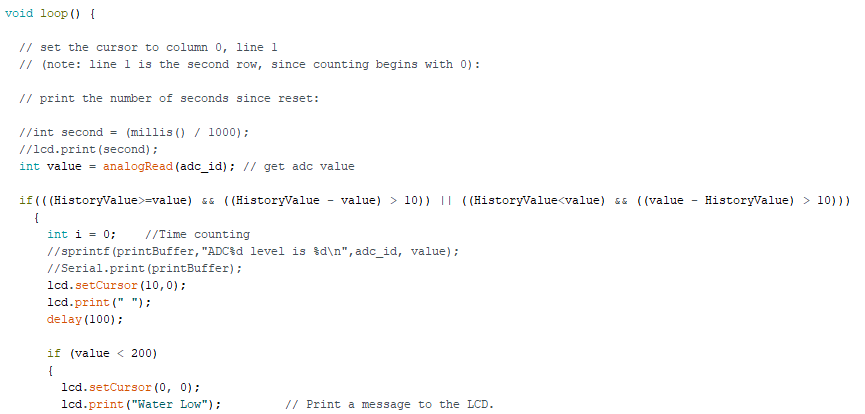 void loop() {
// set the cursor to column 0, line 1
// (note: line 1 is the second row, since counting begins with 0):
// print the number of seconds since reset:
//int second = (millis() / 1000);
//lcd.print(second);
int value = analogRead(adc_id); // get adc value
if(((HistoryValue>=value) && ((HistoryValue - value) > 10)) || ((HistoryValue<value) && ((value - HistoryValue) > 10)))
{
int i = 0;    //Time counting
//sprintf(printBuffer,"ADC%d level is %d\n",adc_id, value);
//Serial.print(printBuffer);
lcd.setCursor(10,0);
lcd.print(" ");
delay(100);
if (value < 200)
{
lcd.setCursor(0, 0);
lcd.print("Water Low");         // Print a message to the LCD.